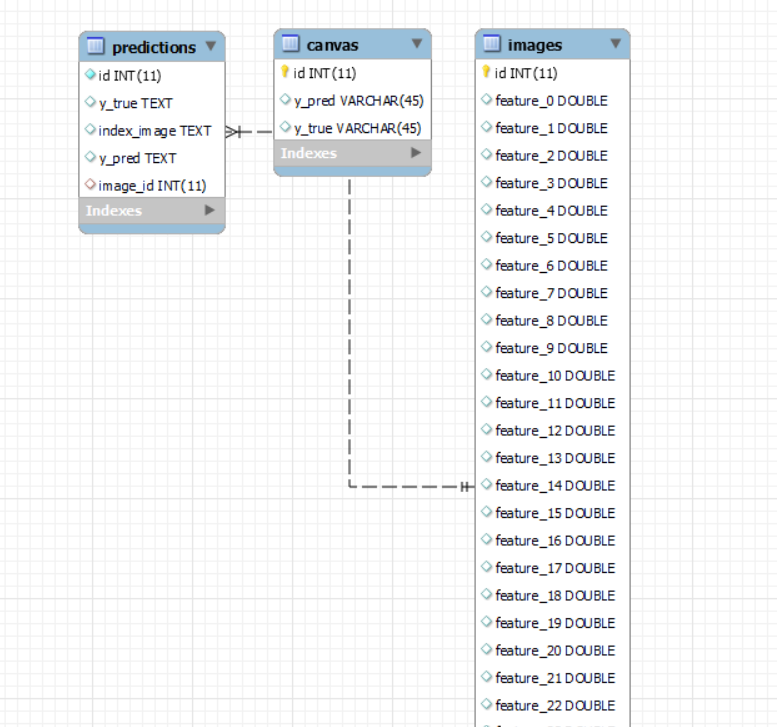 predictions
id INT(11)
y_true TEXT
index_image TEXT
y_pred TEXT
image_id INT(11)
Indexes
canvas
id INT(11)
y_pred VARCHAR(45)
y_true VARCHAR(45)
Indexes
images
id INT(11)
feature_0 DOUBLE
feature_1 DOUBLE
feature_2 DOUBLE
feature_3 DOUBLE
feature_4 DOUBLE
feature_5 DOUBLE
feature_6 DOUBLE
feature_7 DOUBLE
feature_8 DOUBLE
feature_9 DOUBLE
feature_10 DOUBLE
feature_11 DOUBLE
feature_12 DOUBLE
feature_13 DOUBLE
feature_14 DOUBLE
feature_15 DOUBLE
feature_16 DOUBLE
feature_17 DOUBLE
feature_18 DOUBLE
feature_19 DOUBLE
feature_20 DOUBLE
feature_21 DOUBLE
feature_22 DOUBLE